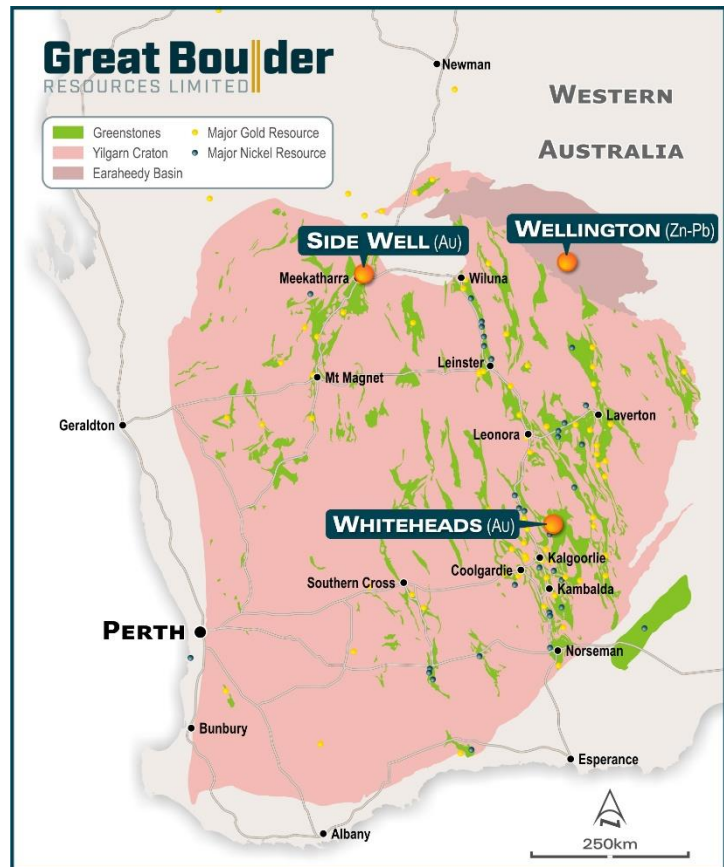 Great Boulder
RESOURCES LIMITED
Newman
WESTERN
AUSTRALIA
Greenstones
Major Gold Resource
Yilgarn Craton
Major Nickel Resource
Earaheedy Basin
SIDE WELL (Au)
WELLINGTON (Zn-Pb)
Meekatharra
Wiluna
Leinster
Mt Magnet
Geraldton
Laverton
Leonora
WHITEHEADS (Au)
Kalgoorlie
Coolgardie
Southern Cross
Kambalda
PERTH
Norseman
Bunbury
Esperance
Albany
N
250km